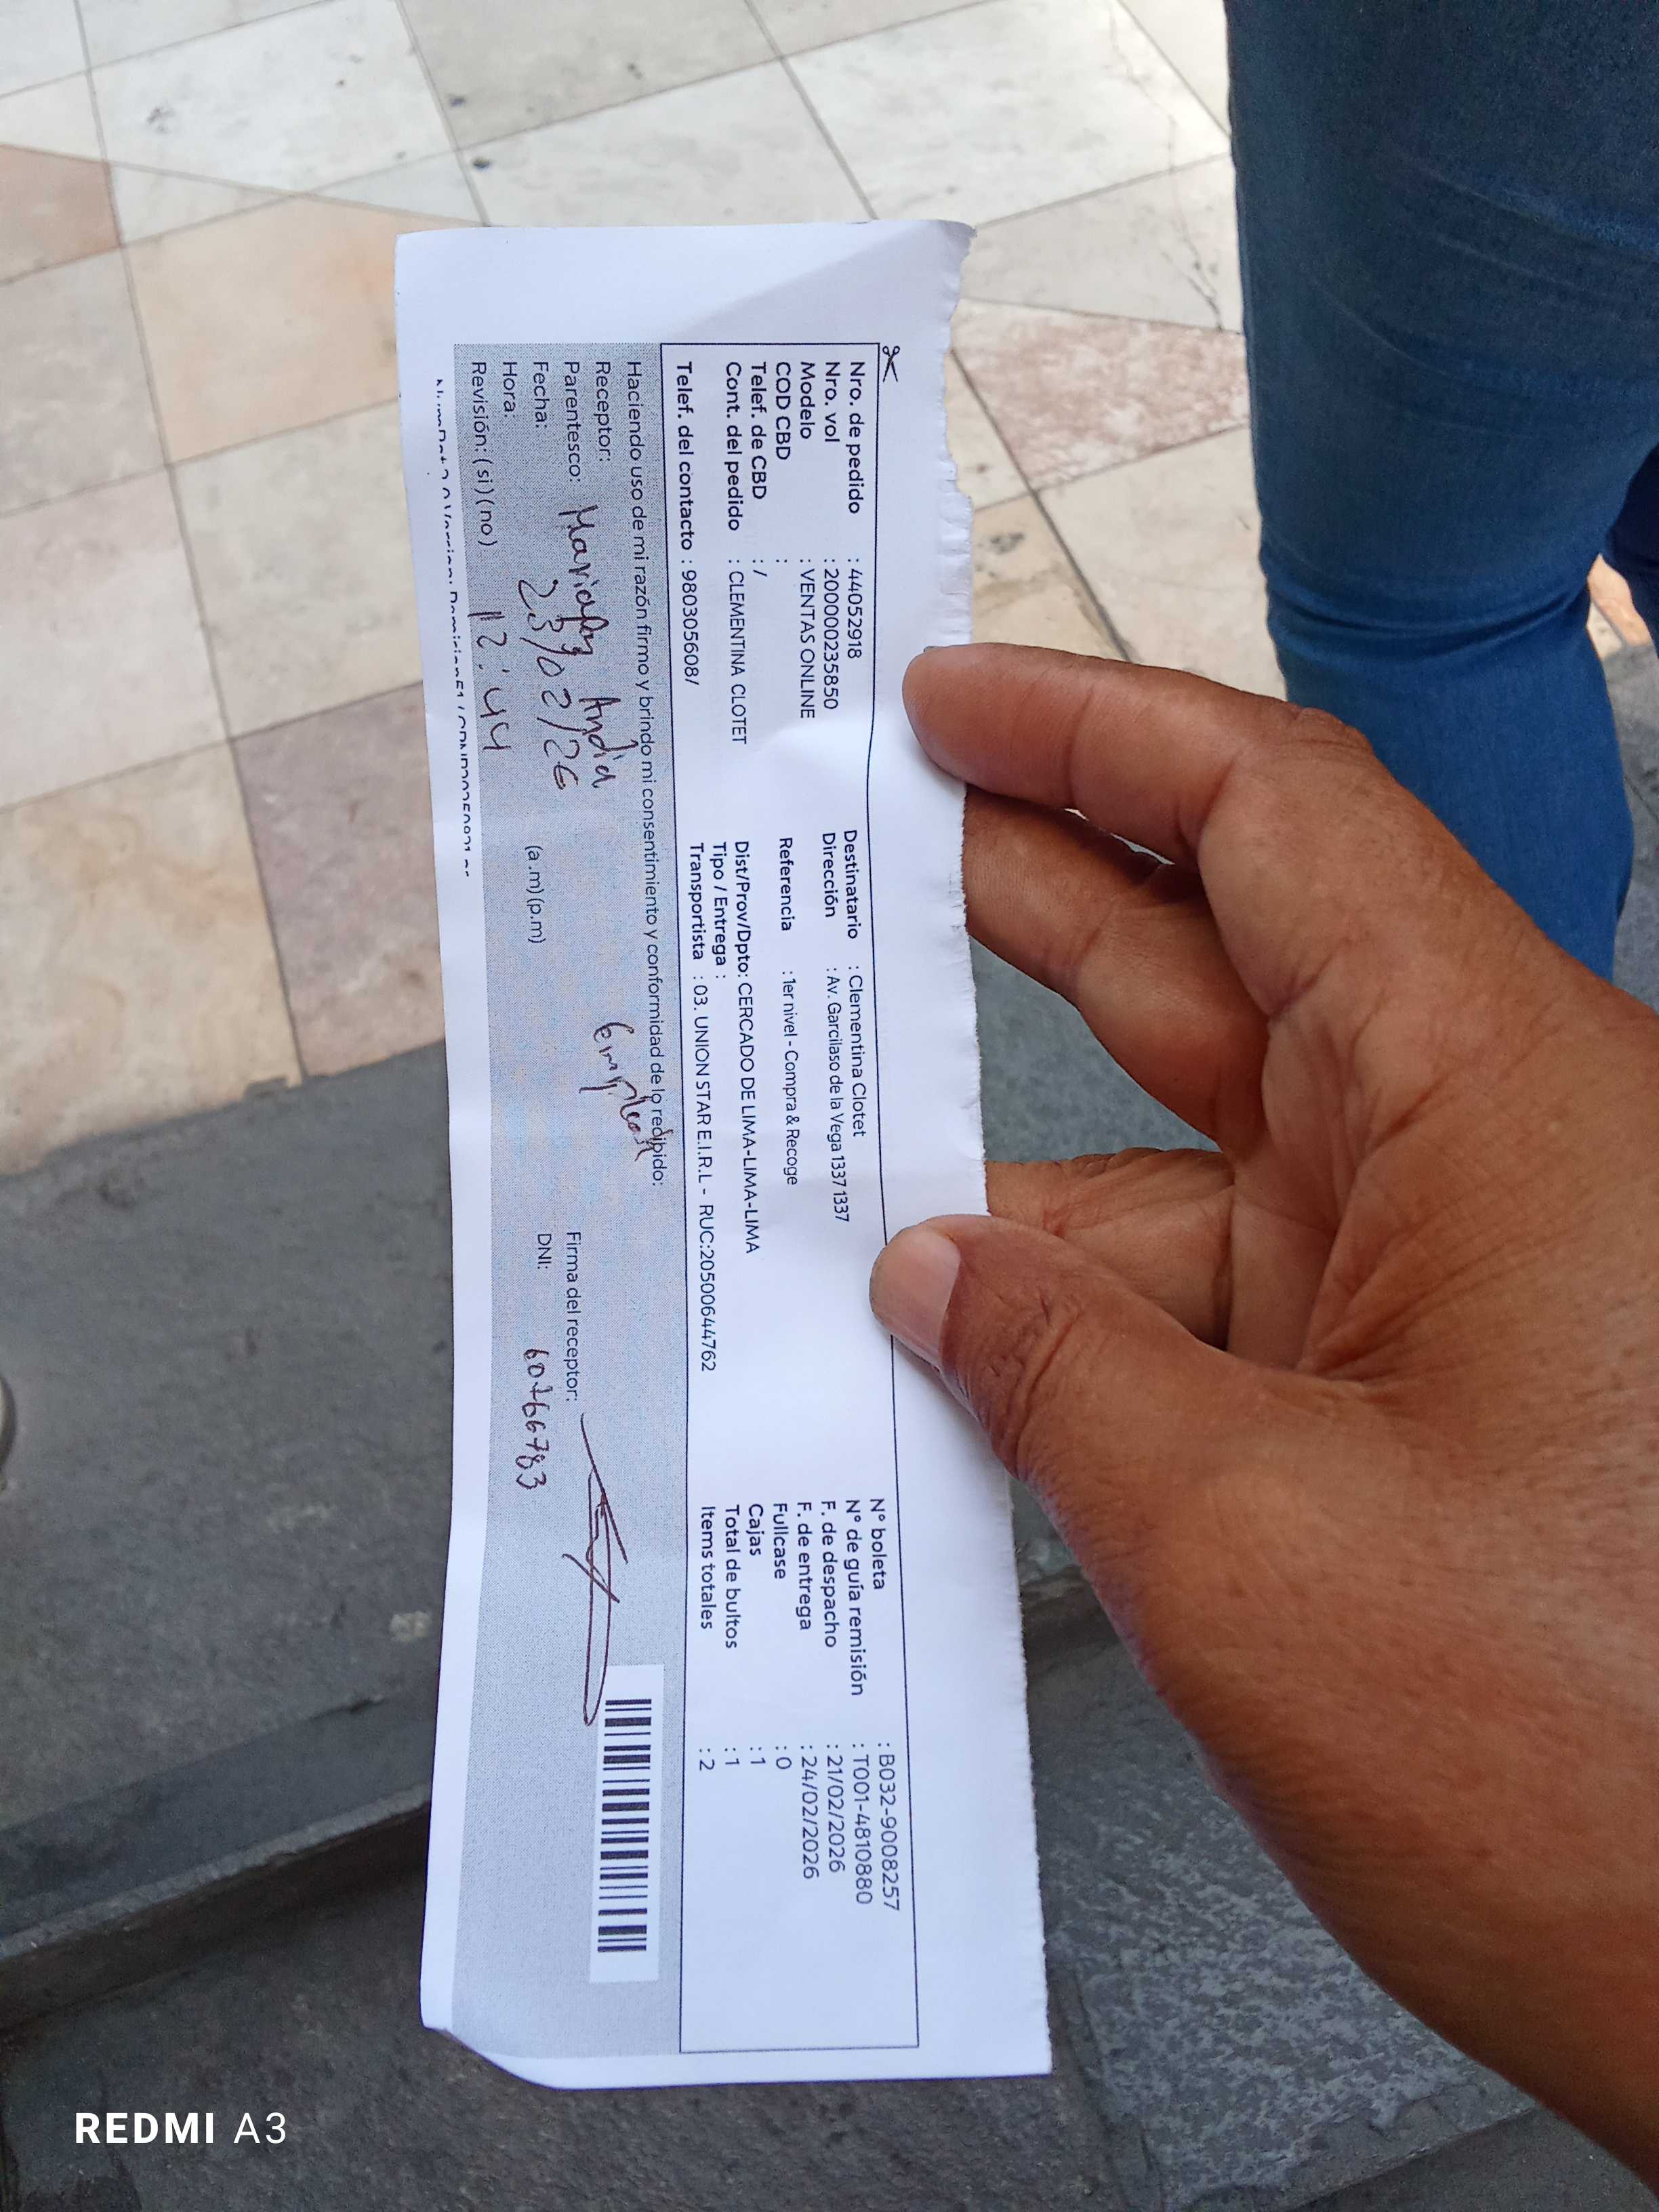 Nro. de pedido : 44052918
Nro. vol : 200000235850
Modelo : VENTAS ONLINE
COD CBD :
Telef. de CBD : /
Cont. del pedido : CLEMENTINA CLOTET
Telef. del contacto : 980305608/
Destinatario : Clementina Clotet
Dirección : Av. Garcilaso de la Vega 1337 1337
Referencia : 1er nivel - Compra & Recoge
Dist/Prov/Dpto: CERCADO DE LIMA-LIMA-LIMA
Tipo / Entrega :
Transportista : 03. UNION STAR E.I.R.L - RUC:20500644762
N° boleta : B032-9008257
N° de guía remisión : T001-4810880
F. de despacho : 21/02/2026
F. de entrega : 24/02/2026
Fullcase : 0
Cajas : 1
Total de bultos : 1
Items totales : 2
Haciendo uso de mi razón firmo y brindo mi consentimiento y conformidad de lo recibido:
Receptor:
Parentesco: Andia
Fecha: 23/02/26
Hora: 12:44 (a.m)(p.m)
Revisión: (si)(no)
Firma del receptor:
DNI: 60766783
REDMI A3